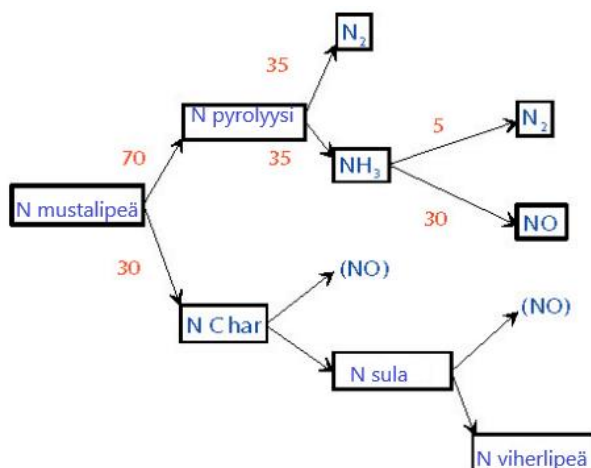 N₂
35
N pyrolyysi
N₂
5
70
35
NH₃
N mustalipeä
30
NO
30
(NO)
(NO)
N Char
N sula
N viherlipeä